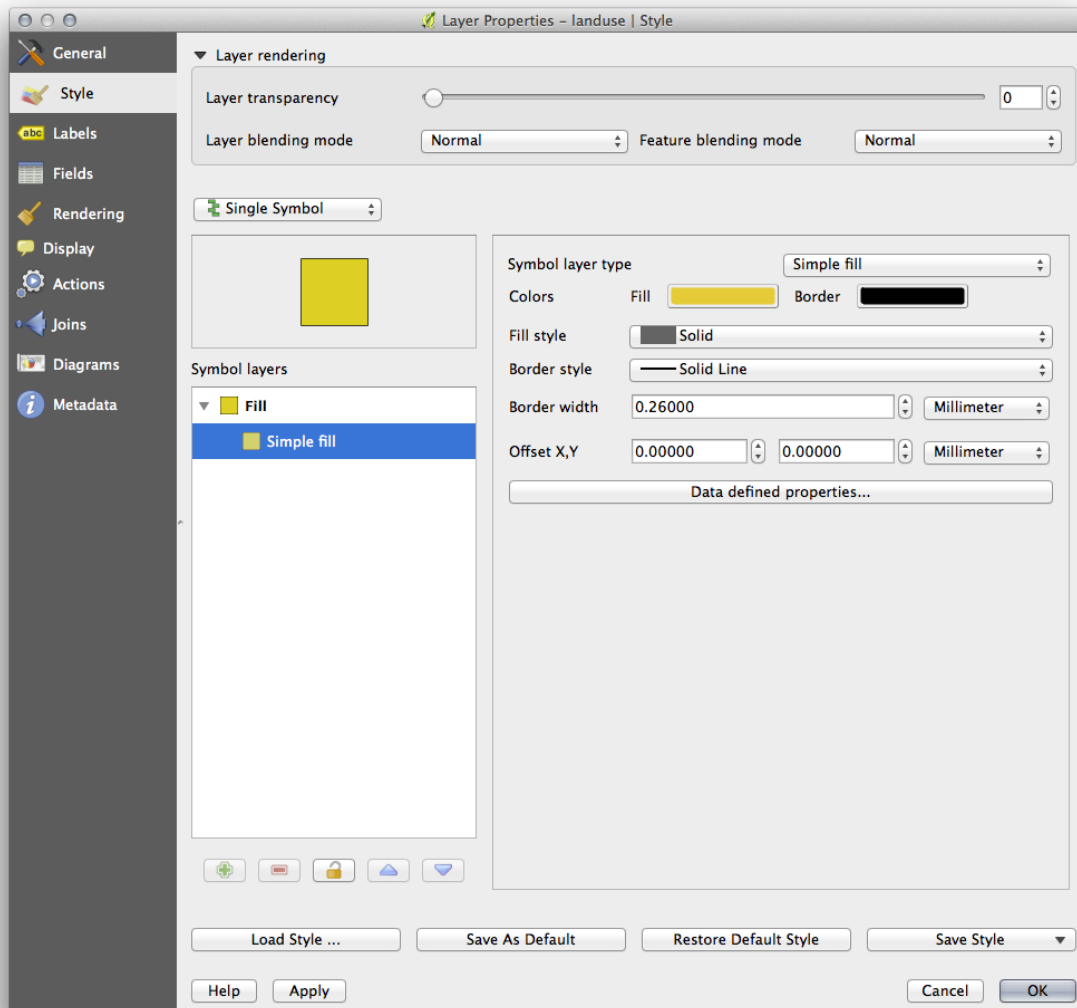 Layer Properties – landuse | Style
General
Style
abc Labels
Fields
Rendering
Display
Actions
Joins
Diagrams
Metadata
Layer rendering
Layer transparency 0
Layer blending mode Normal Feature blending mode Normal
Single Symbol
Symbol layers
Fill
Simple fill
Symbol layer type Simple fill
Colors Fill Border
Fill style Solid
Border style Solid Line
Border width 0.26000 Millimeter
Offset X,Y 0.00000 0.00000 Millimeter
Data defined properties...
Load Style ... Save As Default Restore Default Style Save Style
Help Apply Cancel OK